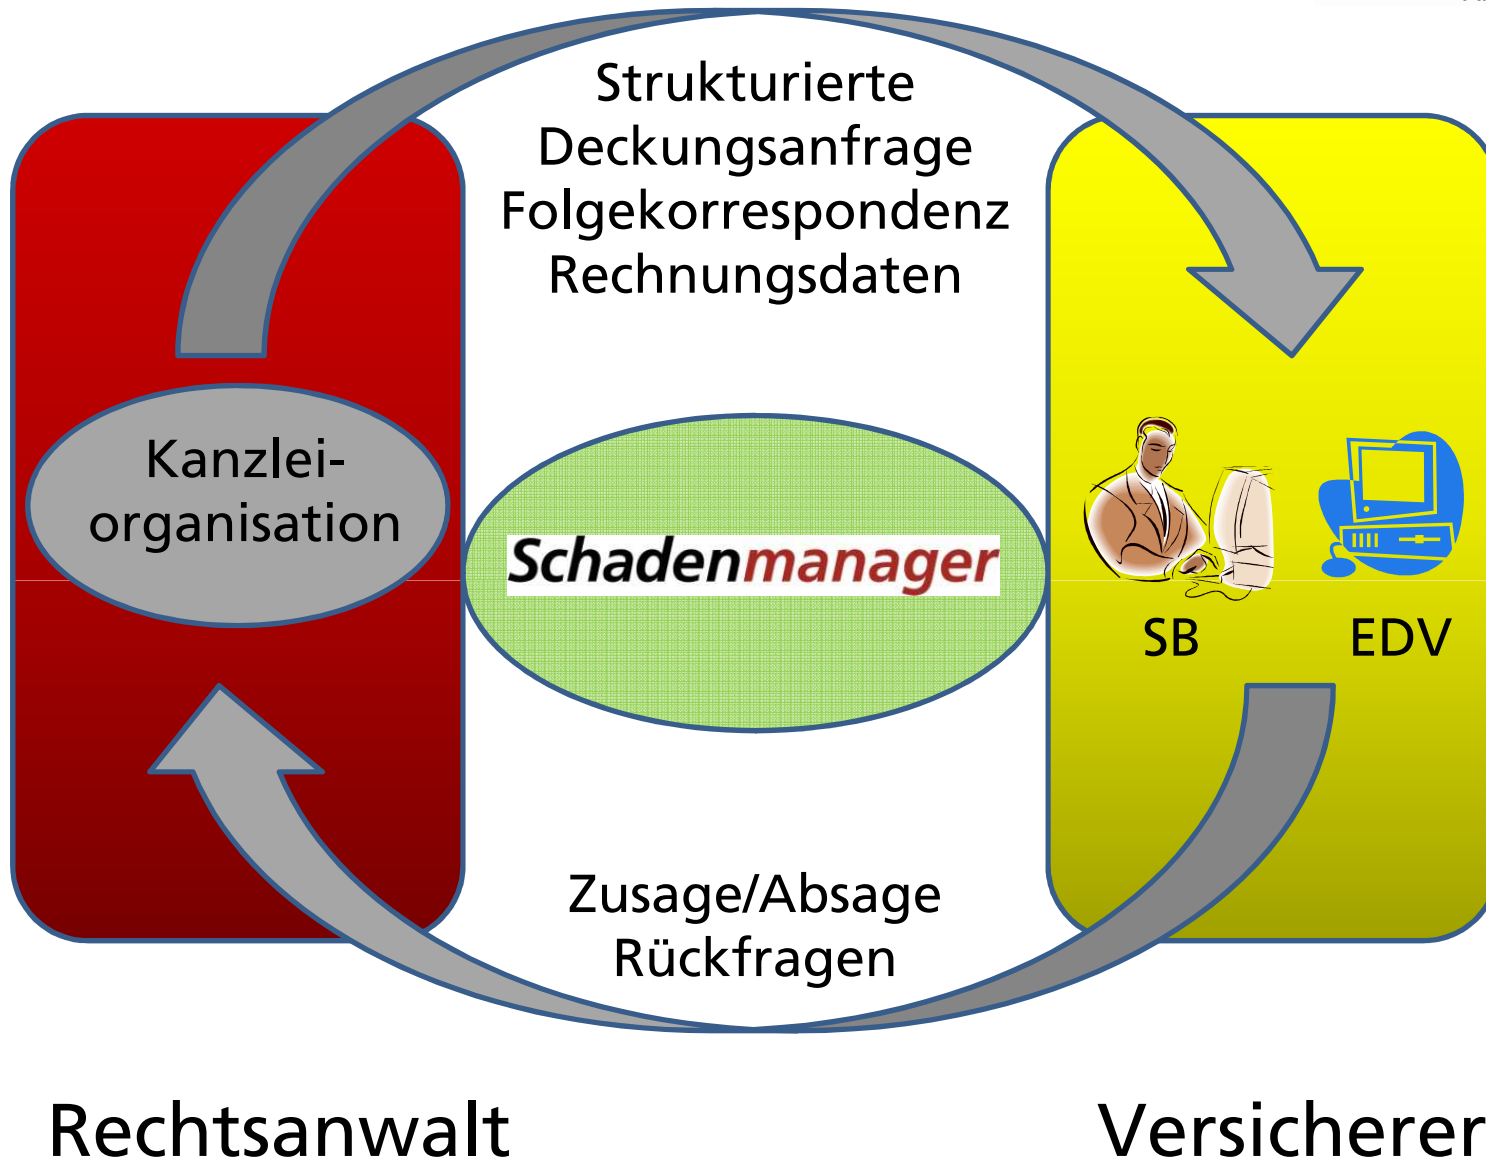 Strukturierte
Deckungsanfrage
Folgekorrespondenz
Rechnungsdaten
Kanzlei-
organisation
Schadenmanager
SB
EDV
Zusage/Absage
Rückfragen
Rechtsanwalt
Versicherer